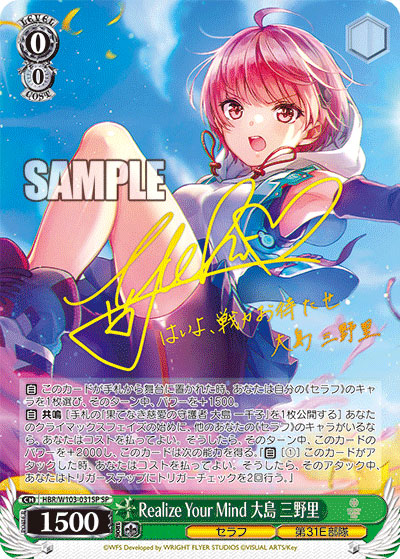 LEVEL
0
0
COST
SAMPLE
はいよ、戦がお待たせ
大島 三野里
自 このカードが手札から舞台に置かれた時、あなたは自分の《セラフ》のキャ
ラを1枚選び、そのターン中、パワーを+1500。
自 共鳴 [手札の「果てなき慈愛の守護者 大島 一千子」を1枚公開する] あなた
のクライマックスフェイズの始めに、他のあなたの《セラフ》のキャラがいるな
ら、あなたはコストを払ってよい。そうしたら、そのターン中、このカードの
パワーを+2000し、このカードは次の能力を得る。『自 このカードがア
タックした時、あなたはコストを払ってよい。そうしたら、そのアタック中、あ
なたはトリガーステップにトリガーチェックを2回行う。』
CH
HBR/W103-031SP SP
1500
Realize Your Mind 大島 三野里
セラフ
第31E部隊
©WFS Developed by WRIGHT FLYER STUDIOS ©VISUAL ARTS/Key